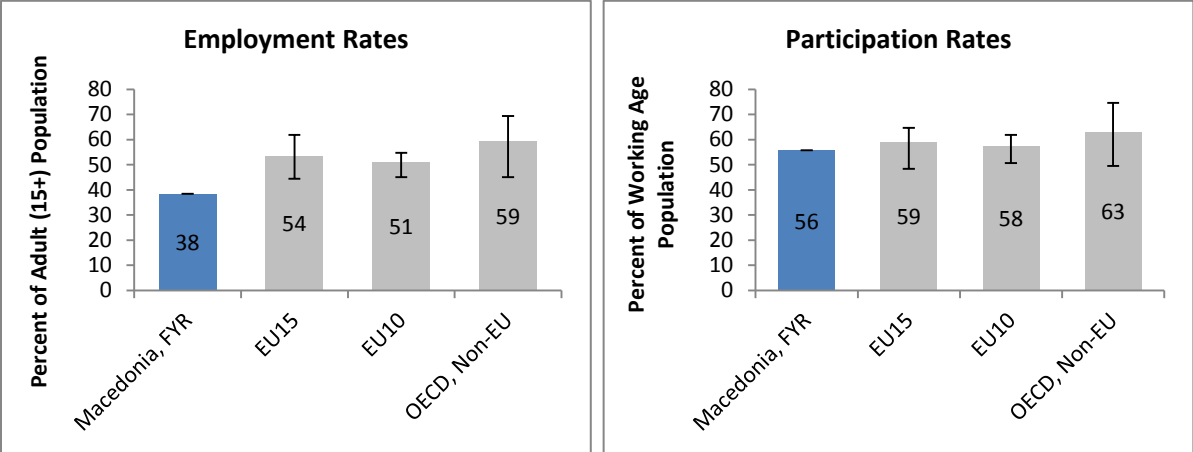 Employment Rates
Percent of Adult (15+) Population
80
70
60
50
40
30
20
10
0
38
54
51
59
Macedonia, FYR
EU15
EU10
OECD, Non-EU
Participation Rates
Percent of Working Age
Population
80
70
60
50
40
30
20
10
0
56
59
58
63
Macedonia, FYR
EU15
EU10
OECD, Non-EU